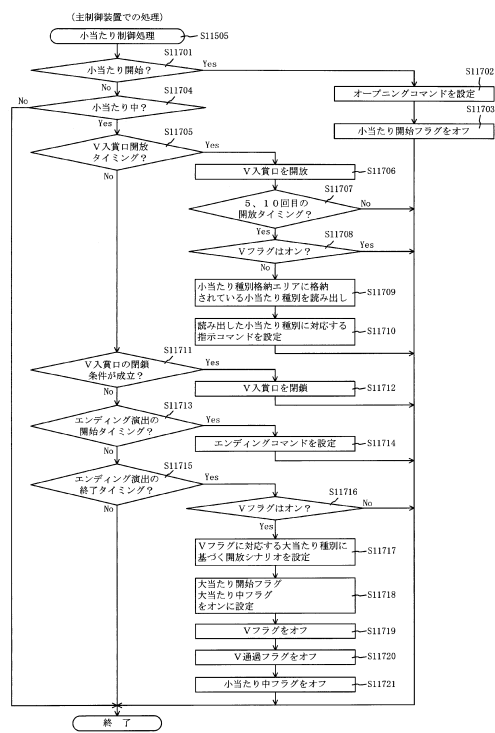 (主制御装置での処理)
小当たり制御処理
S11505
S11701
小当たり開始?
Yes
No
S11702
オープニングコマンドを設定
S11703
小当たり開始フラグをオフ
S11704
No
小当たり中?
Yes
S11705
V入賞口開放
タイミング?
Yes
No
V入賞口を開放
S11706
S11707
5、10回目の
開放タイミング?
No
Yes
S11708
Vフラグはオン?
Yes
No
小当たり種別格納エリアに格納
されている小当たり種別を読み出し
S11709
読み出した小当たり種別に対応する
指示コマンドを設定
S11710
S11711
V入賞口の閉鎖
条件が成立?
Yes
No
V入賞口を閉鎖
S11712
S11713
エンディング演出の
開始タイミング?
Yes
No
エンディングコマンドを設定
S11714
S11715
エンディング演出の
終了タイミング?
Yes
No
S11716
Vフラグはオン?
No
Yes
Vフラグに対応する大当たり種別に
基づく開放シナリオを設定
S11717
大当たり開始フラグ
大当たり中フラグ
をオンに設定
S11718
Vフラグをオフ
S11719
V通過フラグをオフ
S11720
小当たり中フラグをオフ
S11721
終 了